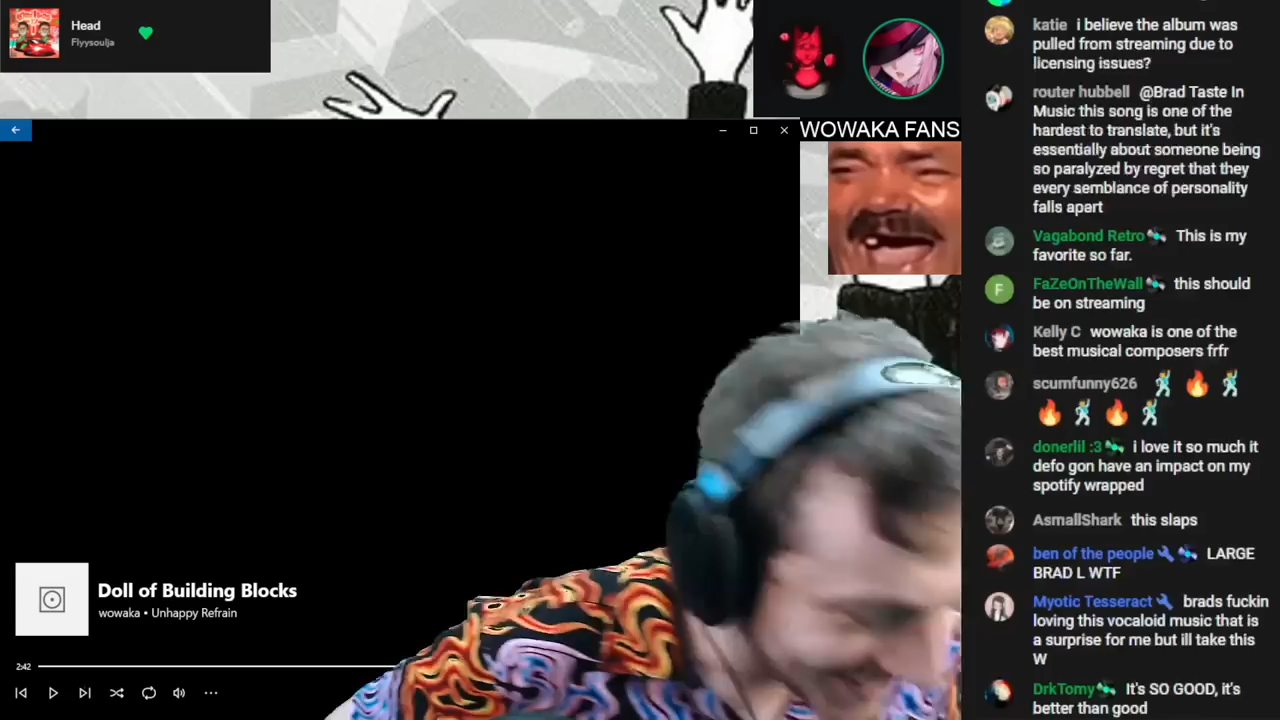 Head
Flyysoulja
WOWAKA FANS
Doll of Building Blocks
wowaka • Unhappy Refrain
2:42
katie i believe the album was
pulled from streaming due to
licensing issues?
router hubbell @Brad Taste In
Music this song is one of the
hardest to translate, but it's
essentially about someone being
so paralyzed by regret that they
every semblance of personality
falls apart
Vagabond Retro This is my
favorite so far.
F
FaZeOnTheWall this should
be on streaming
Kelly C wowaka is one of the
best musical composers frfr
scumfunny626
donerlil :3 i love it so much it
defo gon have an impact on my
spotify wrapped
AsmallShark this slaps
ben of the people LARGE
BRAD L WTF
Myotic Tesseract brads fuckin
loving this vocaloid music that is
a surprise for me but ill take this
W
DrkTomy It's SO GOOD, it's
better than good